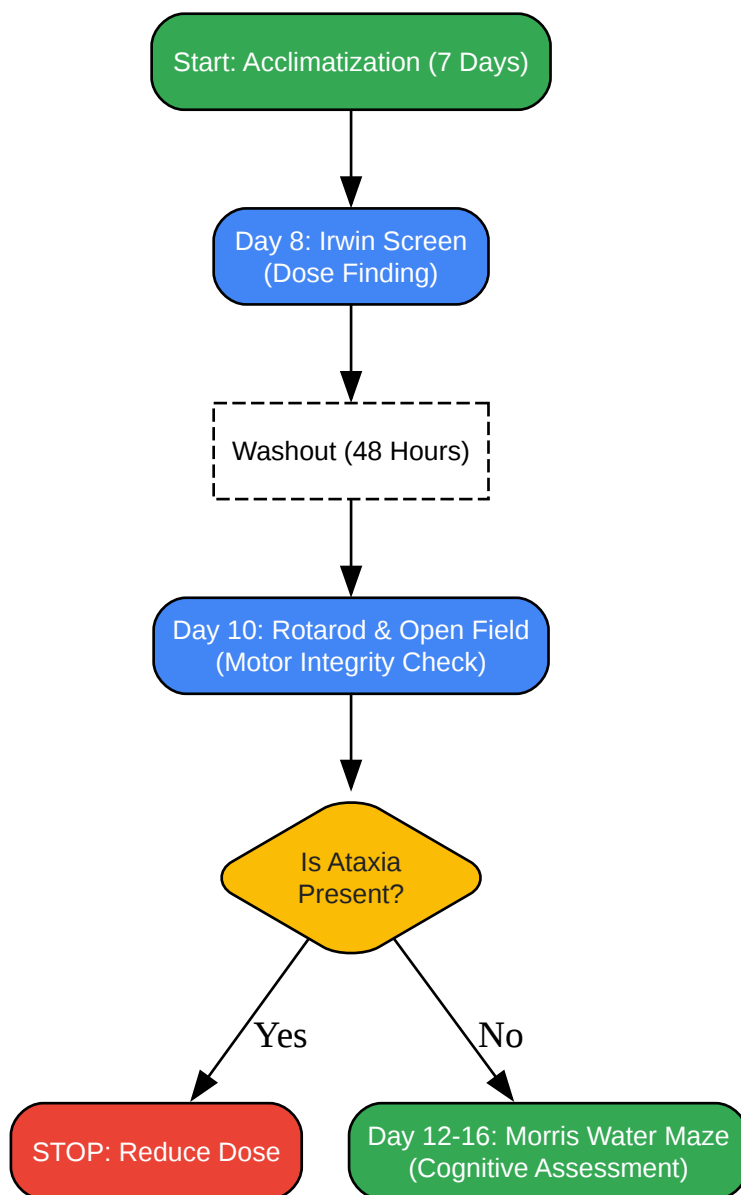 Start: Acclimatization (7 Days)
Day 8: Irwin Screen
(Dose Finding)
Washout (48 Hours)
Day 10: Rotarod & Open Field
(Motor Integrity Check)
Is Ataxia
Present?
Yes
No
STOP: Reduce Dose
Day 12-16: Morris Water Maze
(Cognitive Assessment)